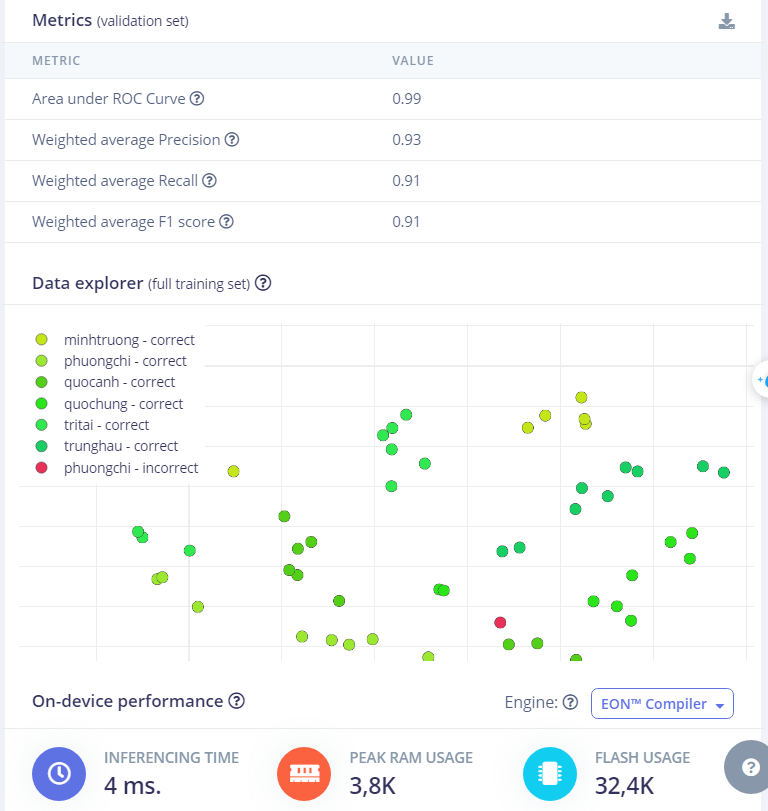 Metrics (validation set)
METRIC VALUE
Area under ROC Curve ? 0.99
Weighted average Precision ? 0.93
Weighted average Recall ? 0.91
Weighted average F1 score ? 0.91
Data explorer (full training set) ?
minhtruong - correct
phuongchi - correct
quocanh - correct
quochung - correct
tritai - correct
trunghau - correct
phuongchi - incorrect
On-device performance ? Engine: ? EON™ Compiler
INFERENCING TIME
4 ms.
PEAK RAM USAGE
3,8K
FLASH USAGE
32,4K
?